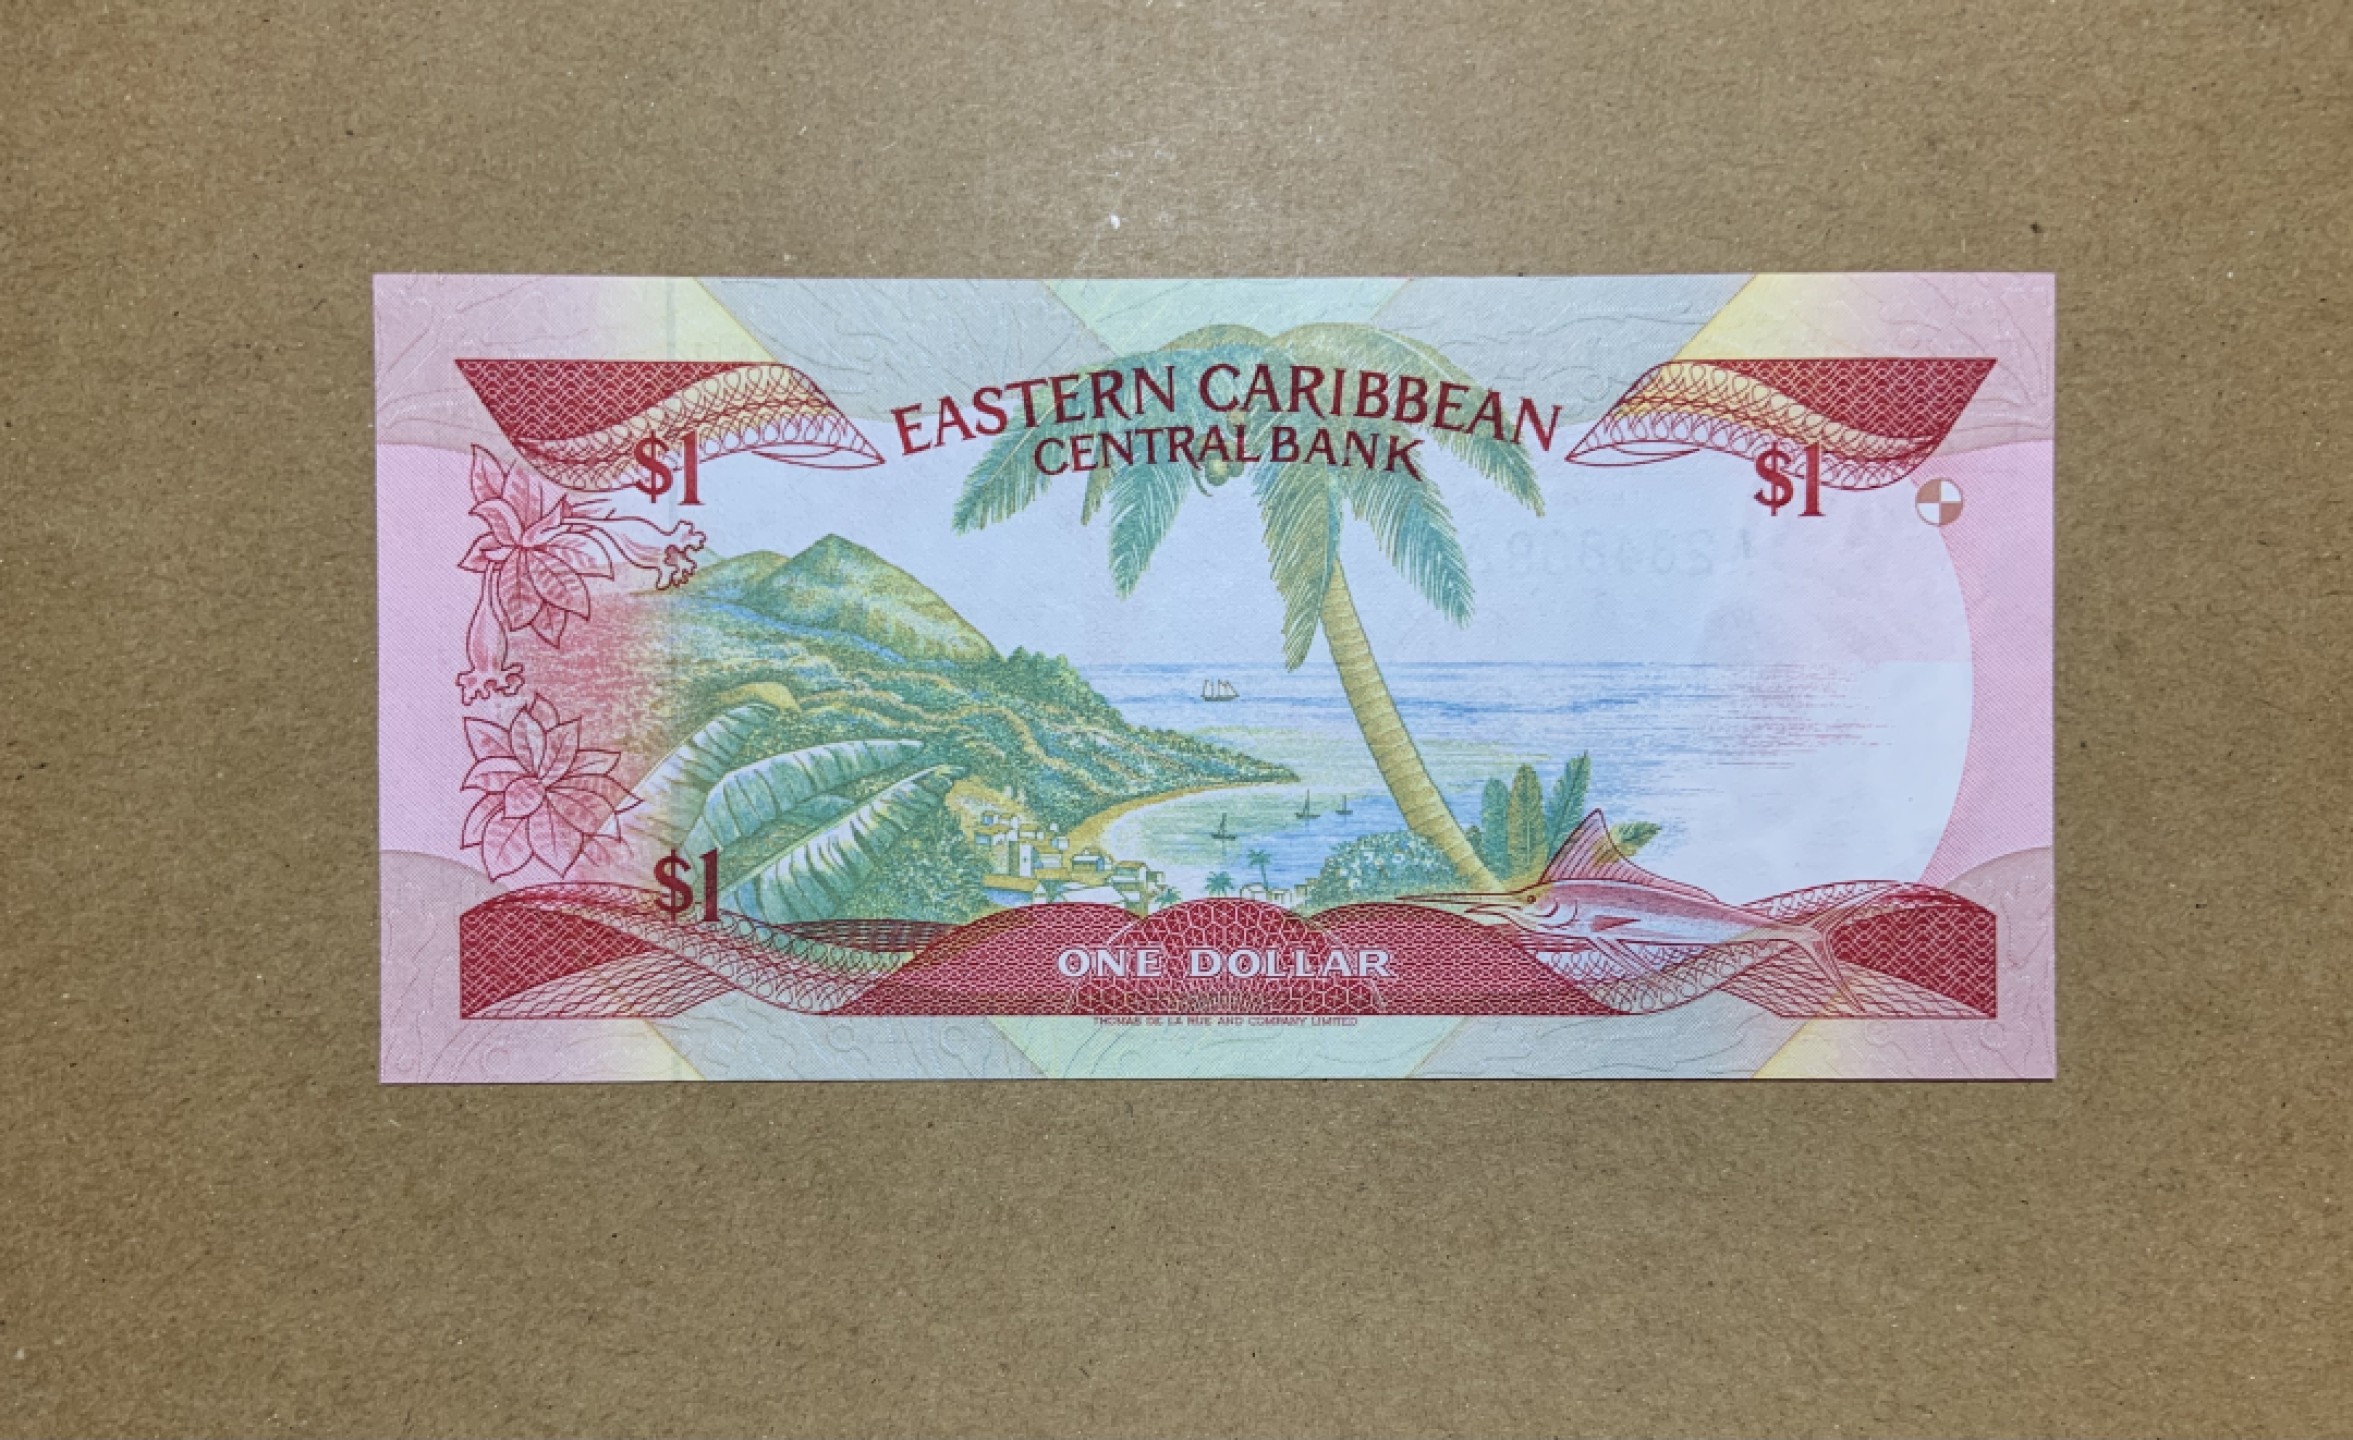 EASTERN CARIBBEAN
CENTRAL BANK
$1
$1
$1
ONE DOLLAR
THOMAS DE LA RUE AND COMPANY LIMITED